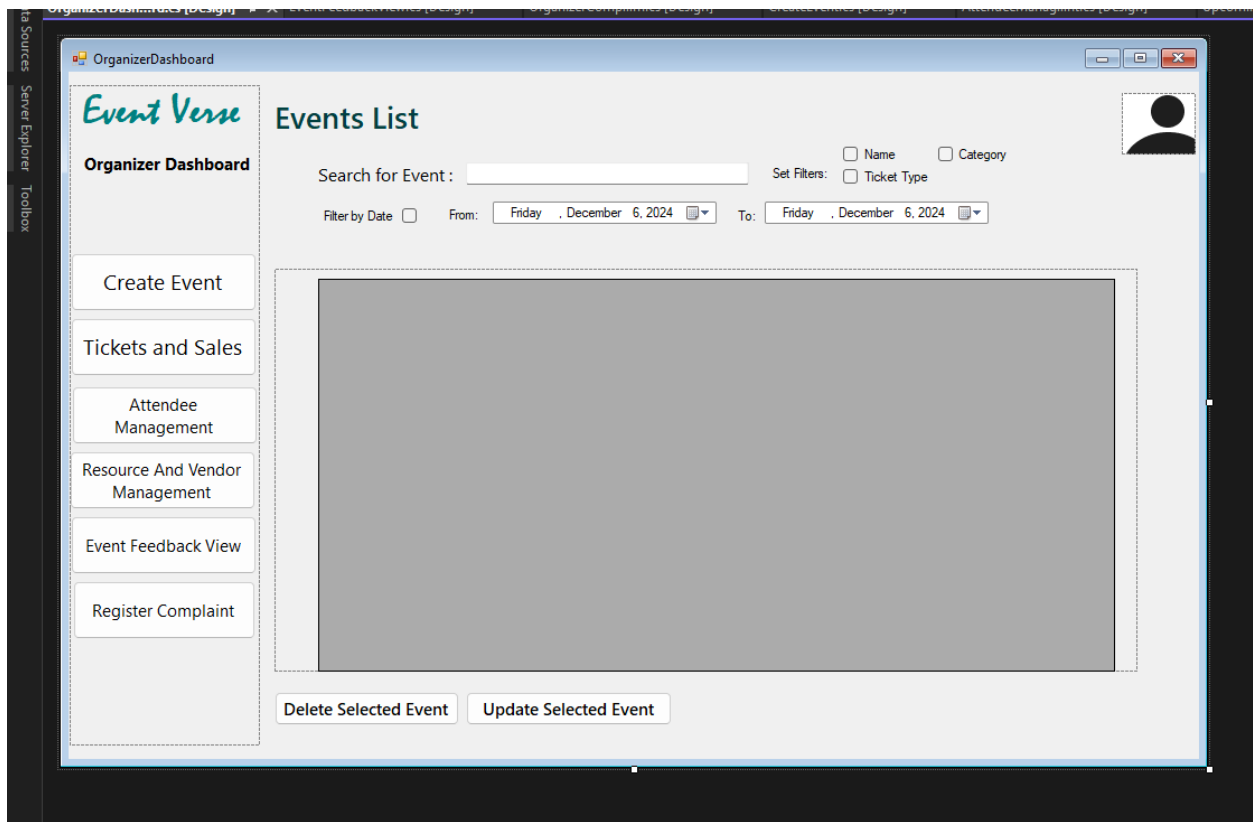 Sources
Server Explorer
Toolbox
OrganizerDashboard
Event Verse
Organizer Dashboard
Events List
Search for Event :
Set Filters:
Name
Category
Ticket Type
Filter by Date
From:
Friday , December 6, 2024
To:
Friday , December 6, 2024
Create Event
Tickets and Sales
Attendee
Management
Resource And Vendor
Management
Event Feedback View
Register Complaint
Delete Selected Event
Update Selected Event